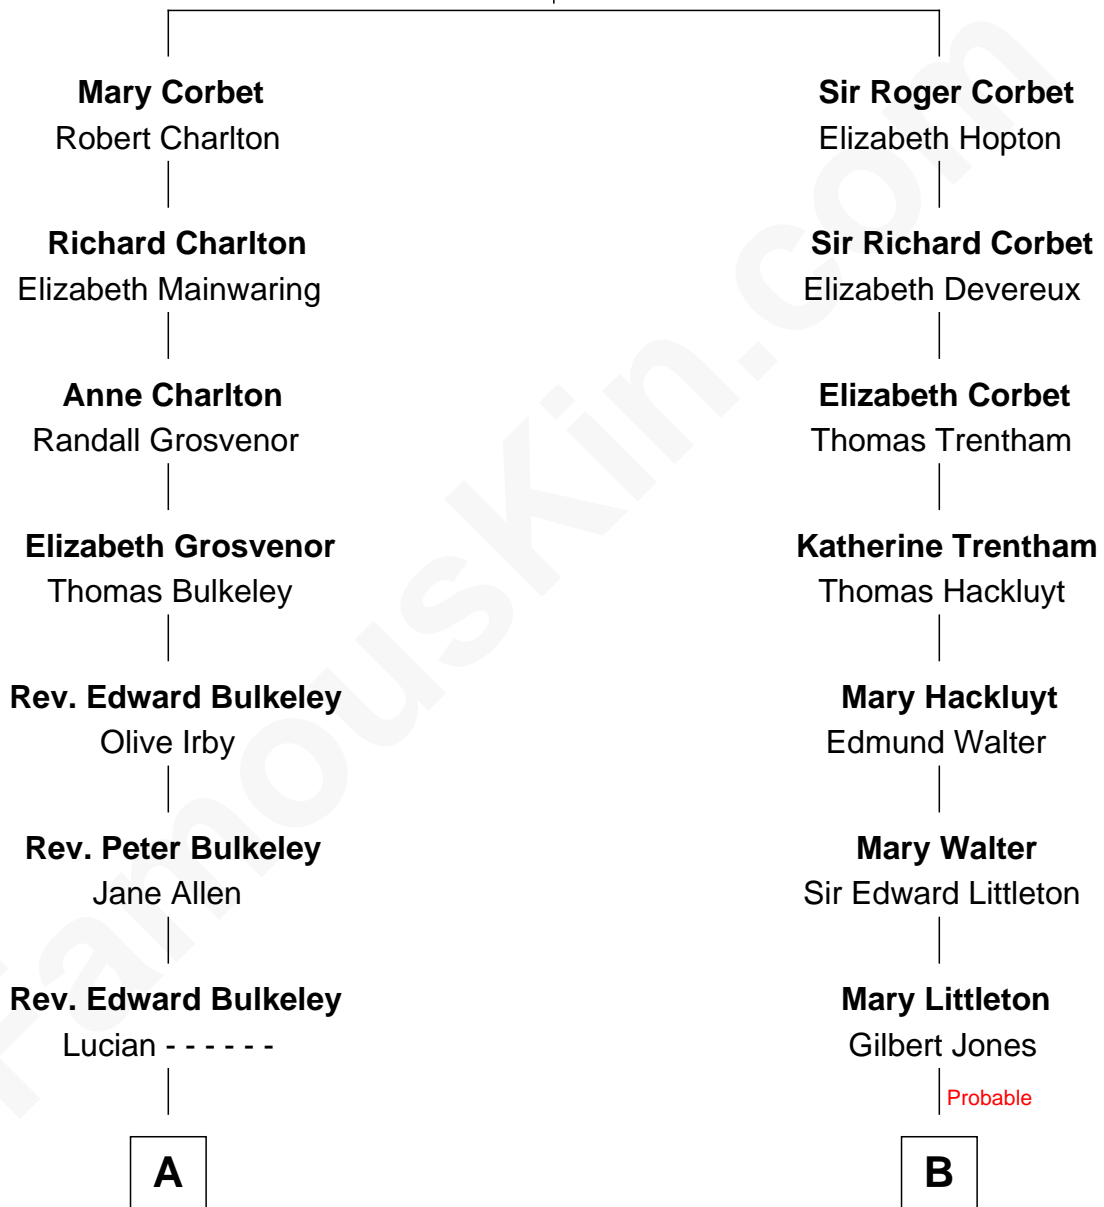 Mary Corbet
Robert Charlton
Richard Charlton
Elizabeth Mainwaring
Anne Charlton
Randall Grosvenor
Elizabeth Grosvenor
Thomas Bulkeley
Rev. Edward Bulkeley
Olive Irby
Rev. Peter Bulkeley
Jane Allen
Rev. Edward Bulkeley
Lucian - - - - - -
A
Sir Roger Corbet
Elizabeth Hopton
Sir Richard Corbet
Elizabeth Devereux
Elizabeth Corbet
Thomas Trentham
Katherine Trentham
Thomas Hackluyt
Mary Hackluyt
Edmund Walter
Mary Walter
Sir Edward Littleton
Mary Littleton
Gilbert Jones
Probable
B
FamousKin.com